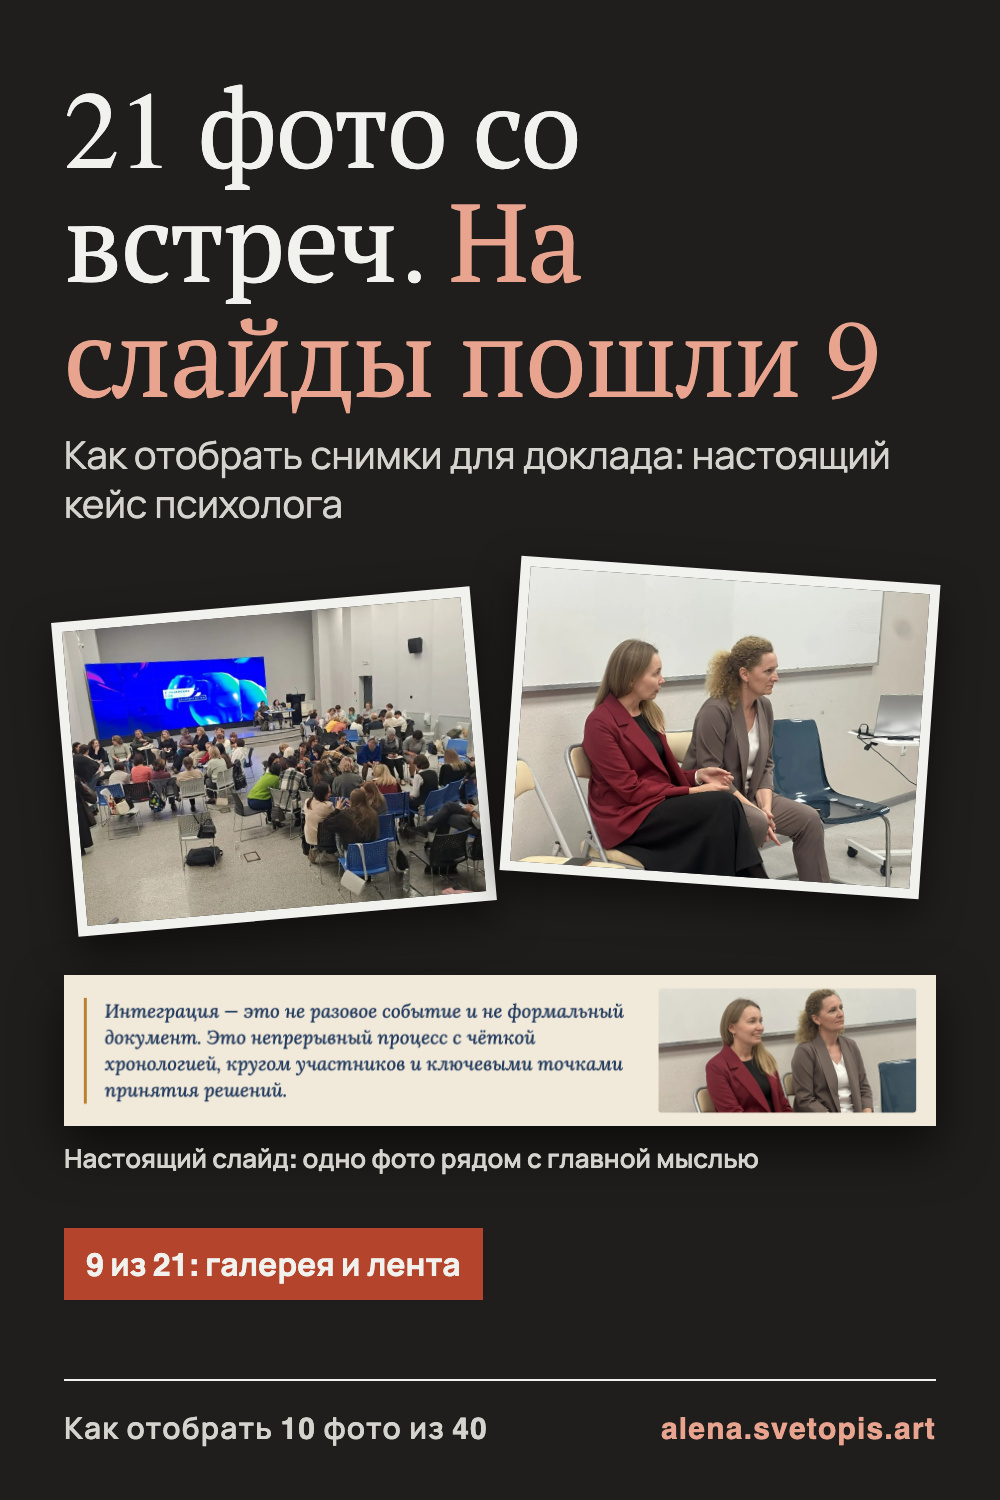 21 фото со
встреч. На
слайды пошли 9
Как отобрать снимки для доклада: настоящий
кейс психолога
Интеграция — это не разовое событие и не формальный
документ. Это непрерывный процесс с чёткой
хронологией, кругом участников и ключевыми точками
принятия решений.
Настоящий слайд: одно фото рядом с главной мыслью
9 из 21: галерея и лента
Как отобрать 10 фото из 40
alena.svetopis.art